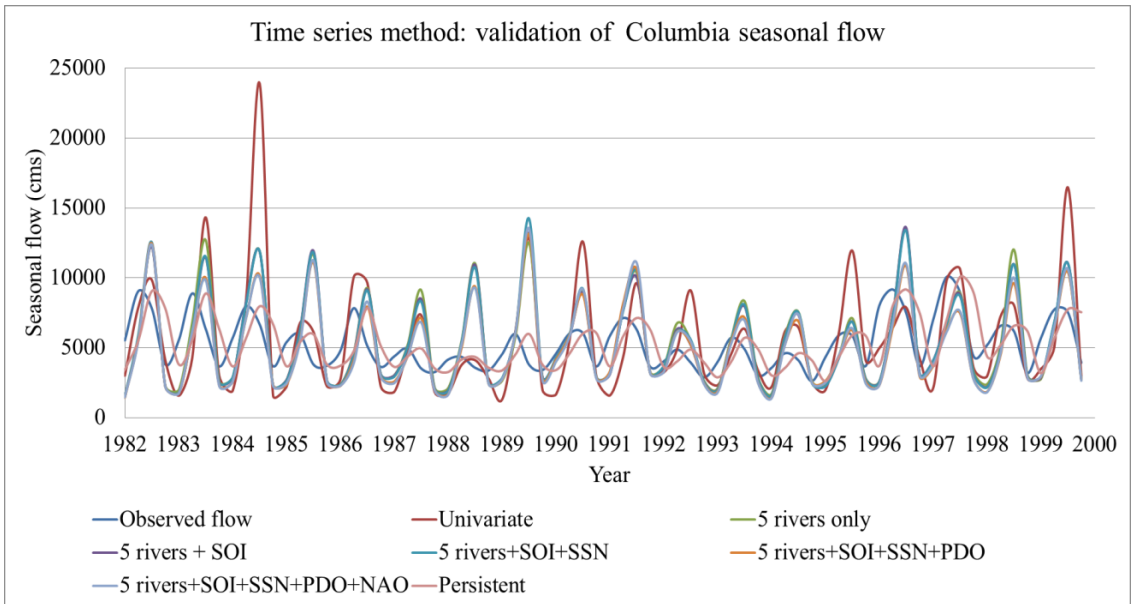 Time series method: validation of Columbia seasonal flow
25000
20000
15000
10000
5000
0
Seasonal flow (cms)
1982 1983 1984 1985 1986 1987 1988 1989 1990 1991 1992 1993 1994 1995 1996 1997 1998 1999 2000
Year
Observed flow Univariate 5 rivers only
5 rivers + SOI 5 rivers+SOI+SSN 5 rivers+SOI+SSN+PDO
5 rivers+SOI+SSN+PDO+NAO Persistent